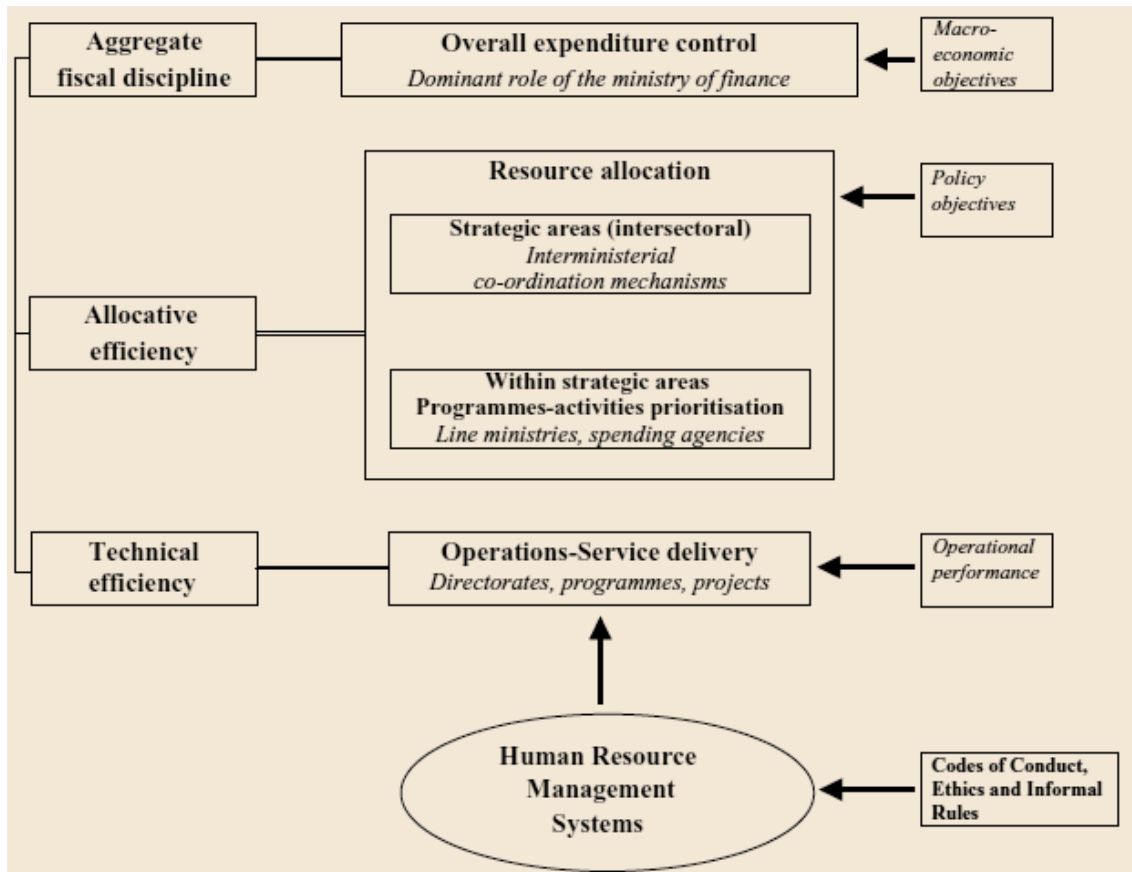 Aggregate
fiscal discipline
Overall expenditure control
Dominant role of the ministry of finance
Macro-
economic
objectives
Resource allocation
Policy
objectives
Strategic areas (intersectoral)
Interministerial
co-ordination mechanisms
Allocative
efficiency
Within strategic areas
Programmes-activities prioritisation
Line ministries, spending agencies
Technical
efficiency
Operations-Service delivery
Directorates, programmes, projects
Operational
performance
Human Resource
Management
Systems
Codes of Conduct,
Ethics and Informal
Rules